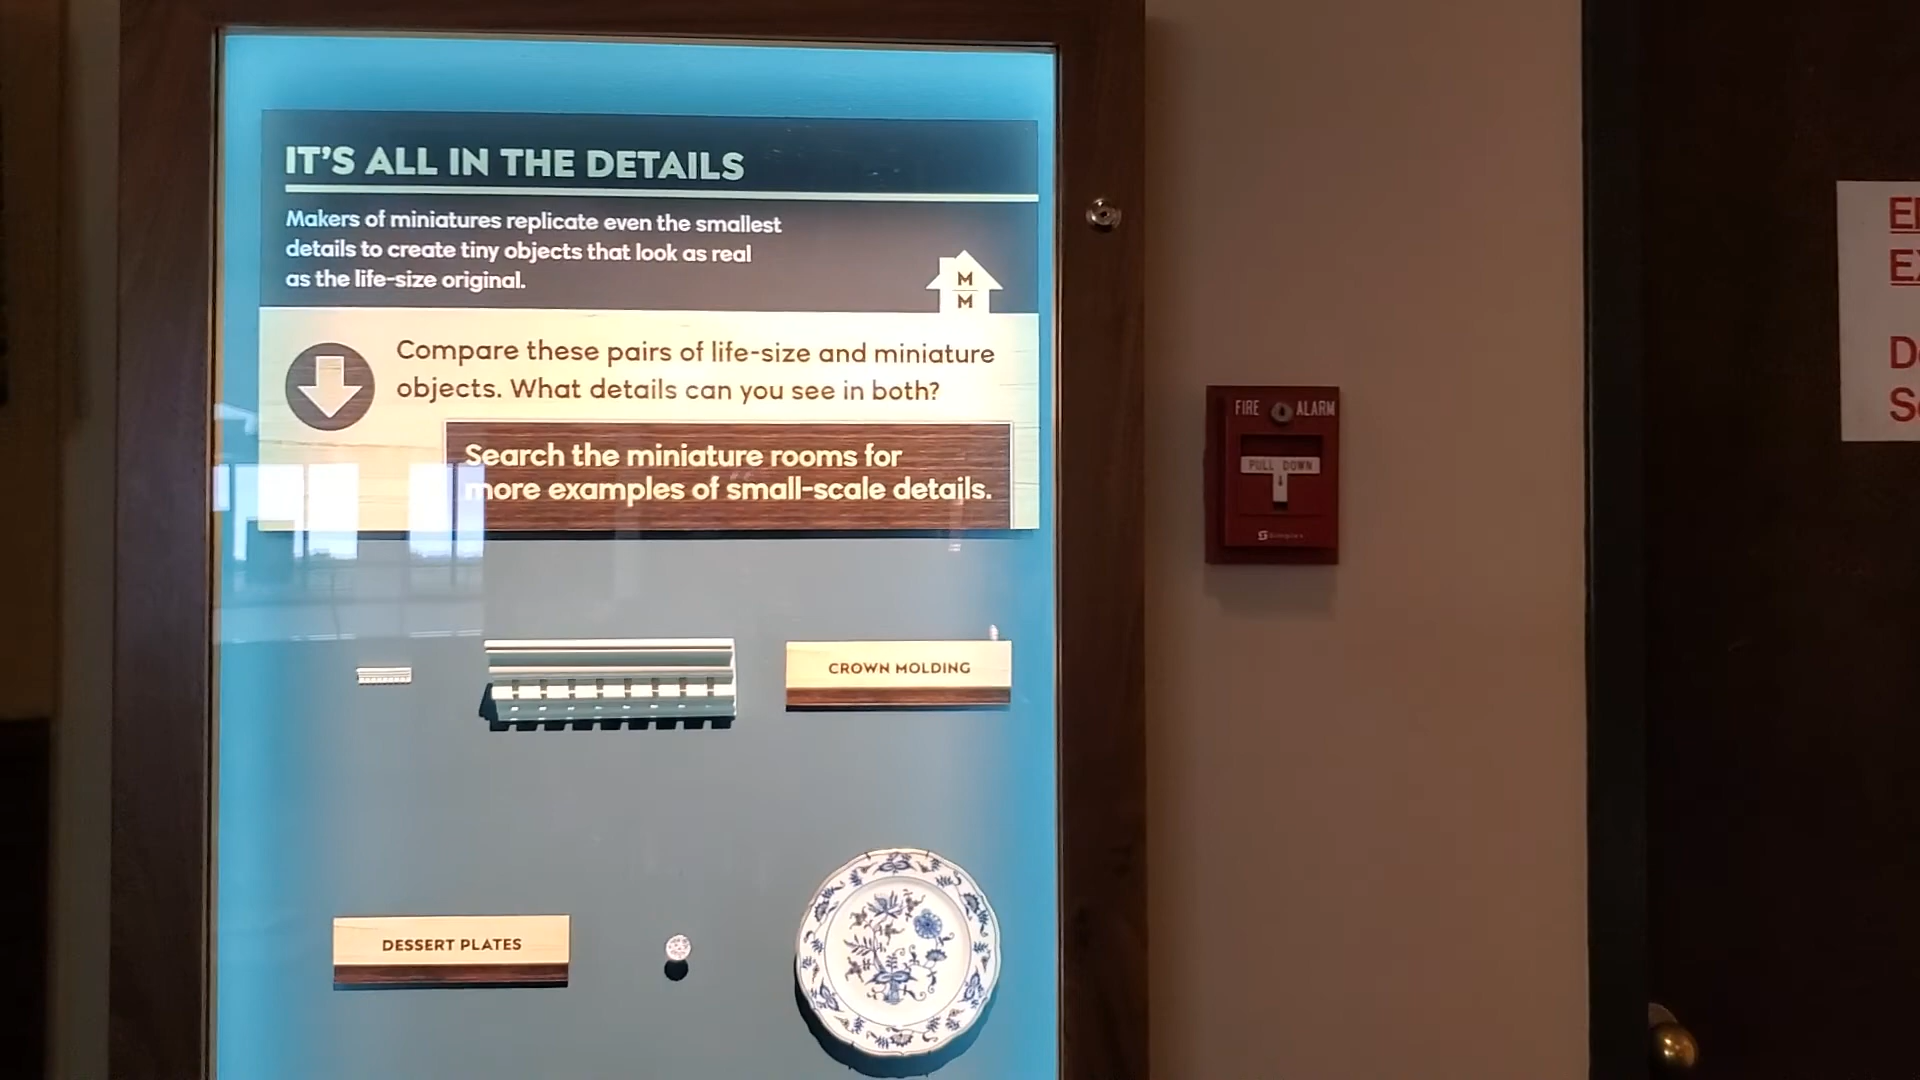 IT'S ALL IN THE DETAILS
Makers of miniatures replicate even the smallest
details to create tiny objects that look as real
as the life-size original.
M
M
Compare these pairs of life-size and miniature
objects. What details can you see in both?
Search the miniature rooms for
more examples of small-scale details.
CROWN MOLDING
DESSERT PLATES
FIRE ALARM
PULL DOWN
Simplex